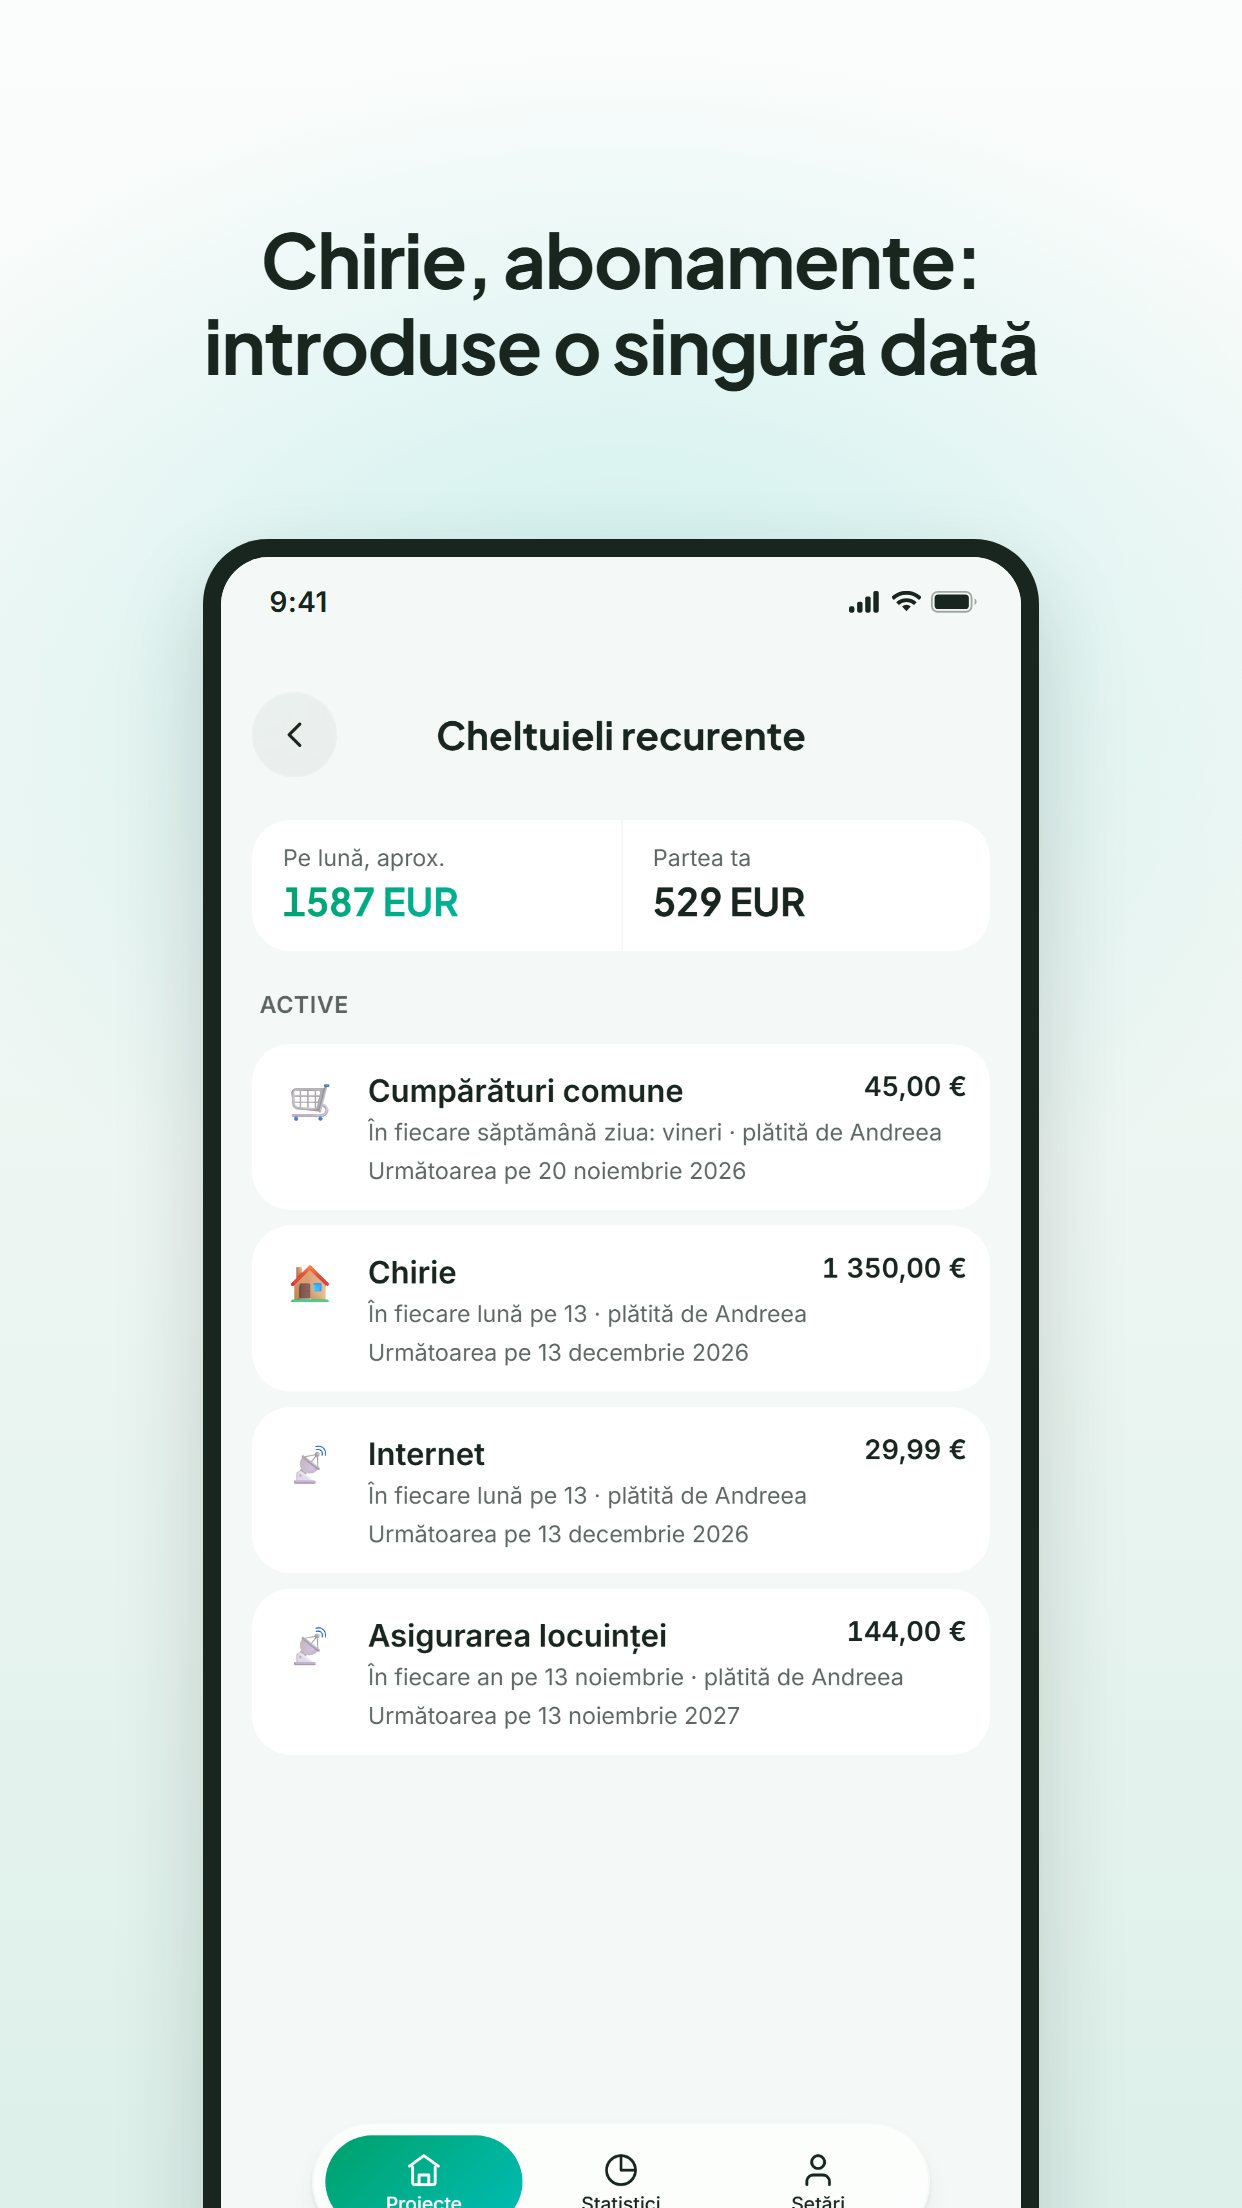 Chirie, abonamente:
introduse o singură dată
9:41
Cheltuieli recurente
Pe lună, aprox.
1587 EUR
Partea ta
529 EUR
ACTIVE
Cumpărături comune
45,00 €
În fiecare săptămână ziua: vineri · plătită de Andreea
Următoarea pe 20 noiembrie 2026
Chirie
1 350,00 €
În fiecare lună pe 13 · plătită de Andreea
Următoarea pe 13 decembrie 2026
Internet
29,99 €
În fiecare lună pe 13 · plătită de Andreea
Următoarea pe 13 decembrie 2026
Asigurarea locuinței
144,00 €
În fiecare an pe 13 noiembrie · plătită de Andreea
Următoarea pe 13 noiembrie 2027
Proiecte
Statistici
Setări